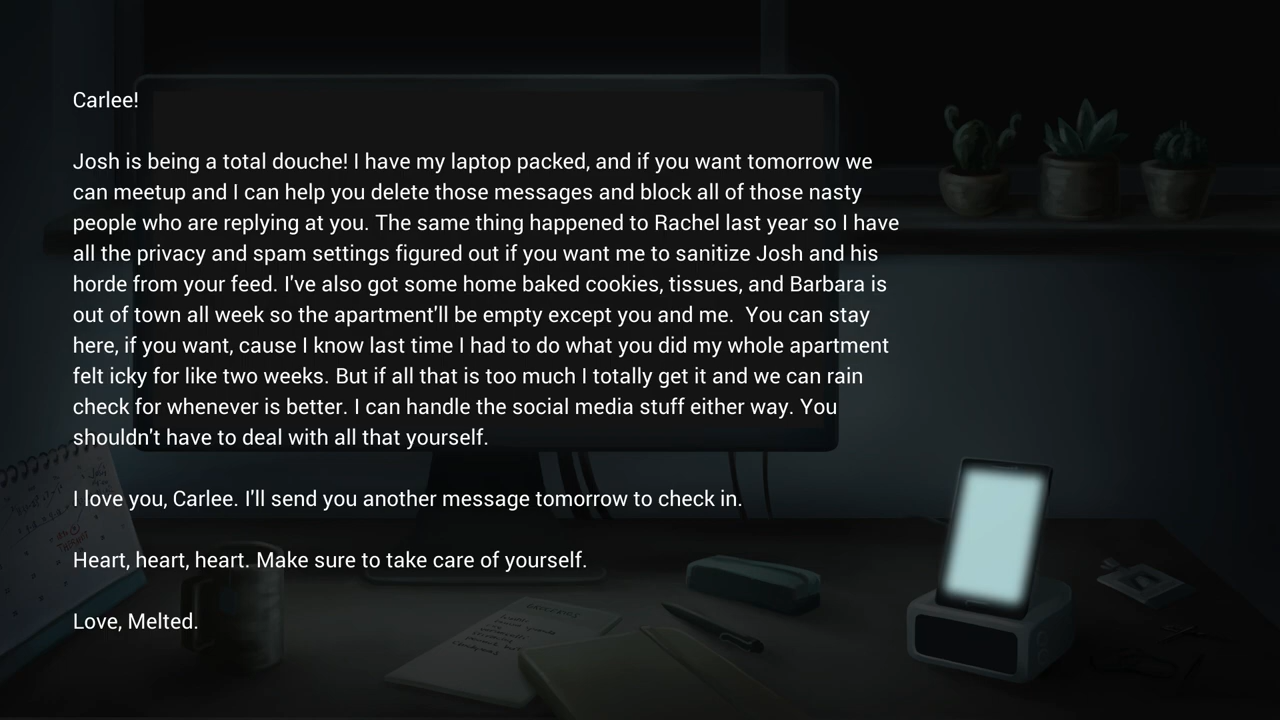 Carlee!
Josh is being a total douche! I have my laptop packed, and if you want tomorrow we
can meetup and I can help you delete those messages and block all of those nasty
people who are replying at you. The same thing happened to Rachel last year so I have
all the privacy and spam settings figured out if you want me to sanitize Josh and his
horde from your feed. I've also got some home baked cookies, tissues, and Barbara is
out of town all week so the apartment'll be empty except you and me.  You can stay
here, if you want, cause I know last time I had to do what you did my whole apartment
felt icky for like two weeks. But if all that is too much I totally get it and we can rain
check for whenever is better. I can handle the social media stuff either way. You
shouldn't have to deal with all that yourself.
I love you, Carlee. I'll send you another message tomorrow to check in.
Heart, heart, heart. Make sure to take care of yourself.
Love, Melted.